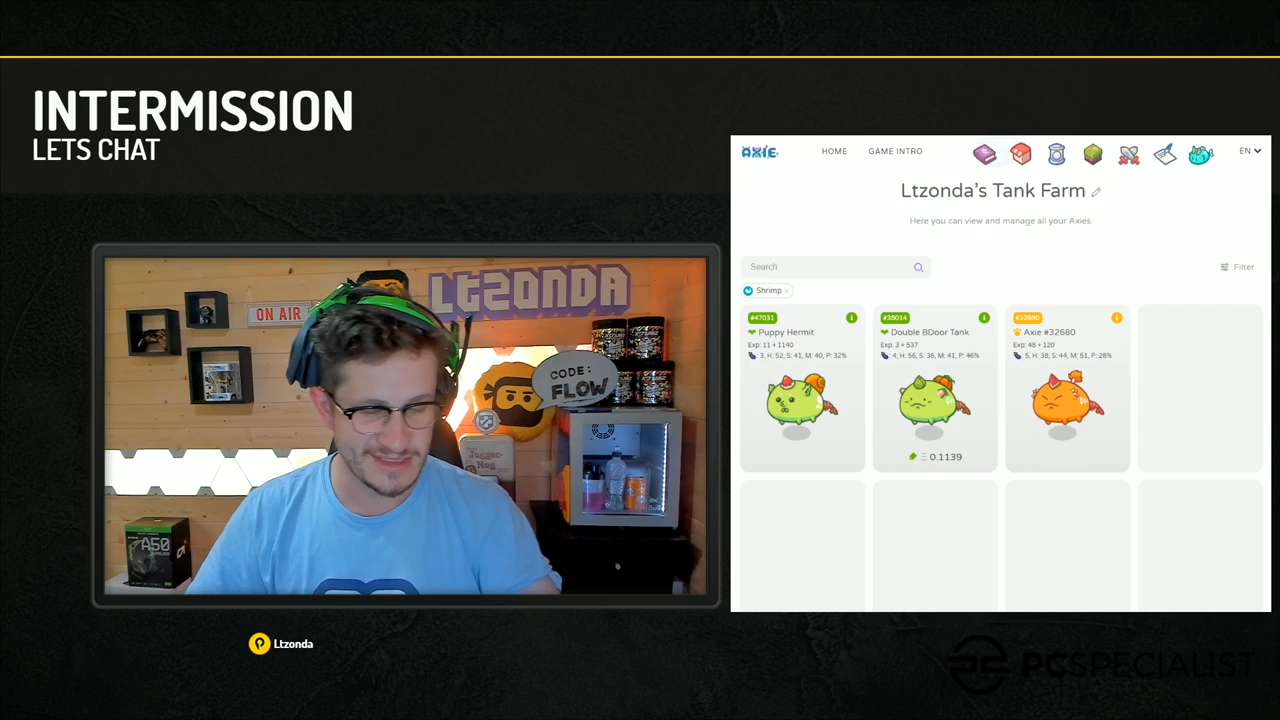 INTERMISSION
LETS CHAT
AXIE
HOME
GAME INTRO
EN
Ltzonda's Tank Farm
Here you can view and manage all your Axies.
Search
Filter
Shrimp x
#47031
Puppy Hermit
Exp: 11 + 1140
3, H: 52, S: 41, M: 40, P: 32%
#38014
Double BDoor Tank
Exp: 3 + 537
4, H: 56, S: 36, M: 41, P: 46%
Ξ 0.1139
#32680
Axie #32680
Exp: 48 + 120
5, H: 38, S: 44, M: 51, P: 28%
LTZONDA
ON AIR
CODE:
FLOW
Jugger-
Nog
A50
Ltzonda
PCSPECIALIST